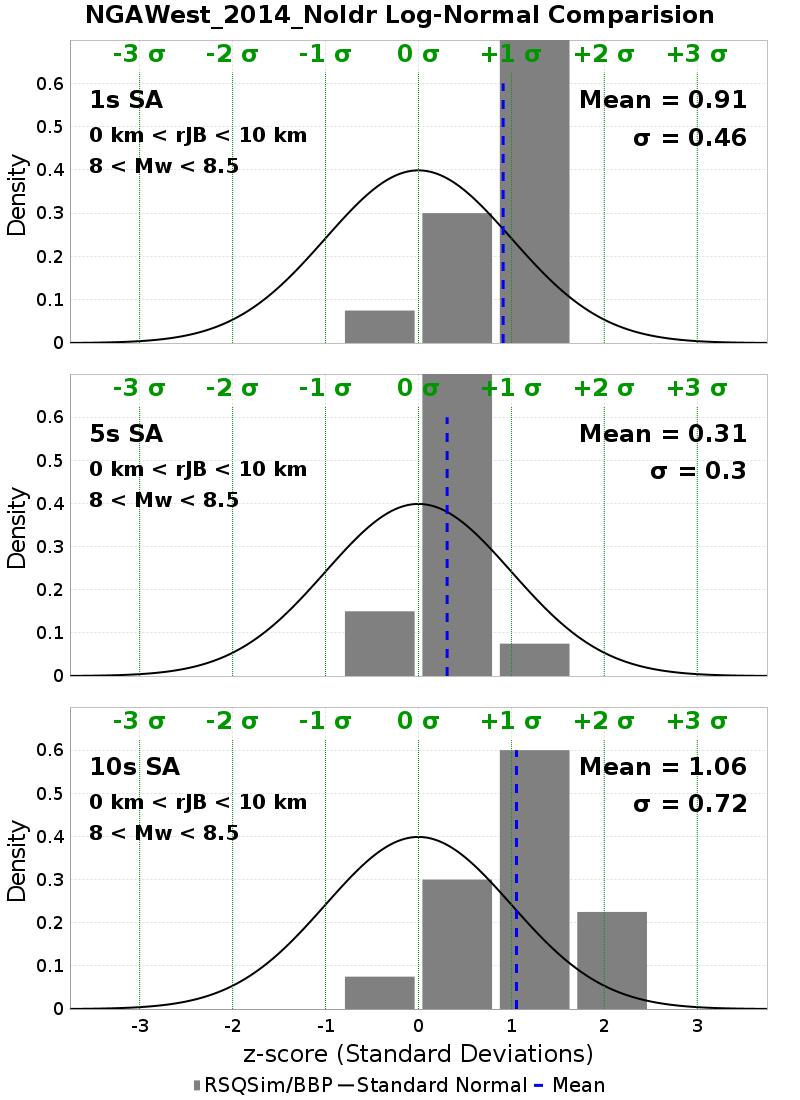 NGAWest_2014_NoIdr Log-Normal Comparision
-3 σ -2 σ -1 σ 0 σ +1 σ +2 σ +3 σ
1s SA Mean = 0.91
0 km < rJB < 10 km σ = 0.46
8 < Mw < 8.5
0.6
0.5
0.4
0.3
0.2
0.1
0
Density
-3 σ -2 σ -1 σ 0 σ +1 σ +2 σ +3 σ
5s SA Mean = 0.31
0 km < rJB < 10 km σ = 0.3
8 < Mw < 8.5
0.6
0.5
0.4
0.3
0.2
0.1
0
Density
-3 σ -2 σ -1 σ 0 σ +1 σ +2 σ +3 σ
10s SA Mean = 1.06
0 km < rJB < 10 km σ = 0.72
8 < Mw < 8.5
0.6
0.5
0.4
0.3
0.2
0.1
0
Density
-3 -2 -1 0 1 2 3
z-score (Standard Deviations)
RSQSim/BBP Standard Normal Mean